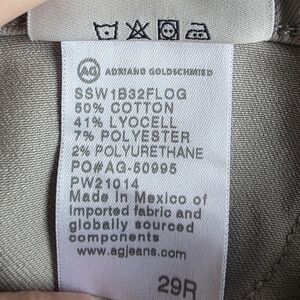 AG ADRIANO GOLDSCHMIED
SSW1B32FLOG
50% COTTON
41% LYOCELL
7% POLYESTER
2% POLYURETHANE
PO#AG-50995
PW21014
Made in Mexico of
Imported fabric and
globally sourced
components
www.agjeans.com
29R